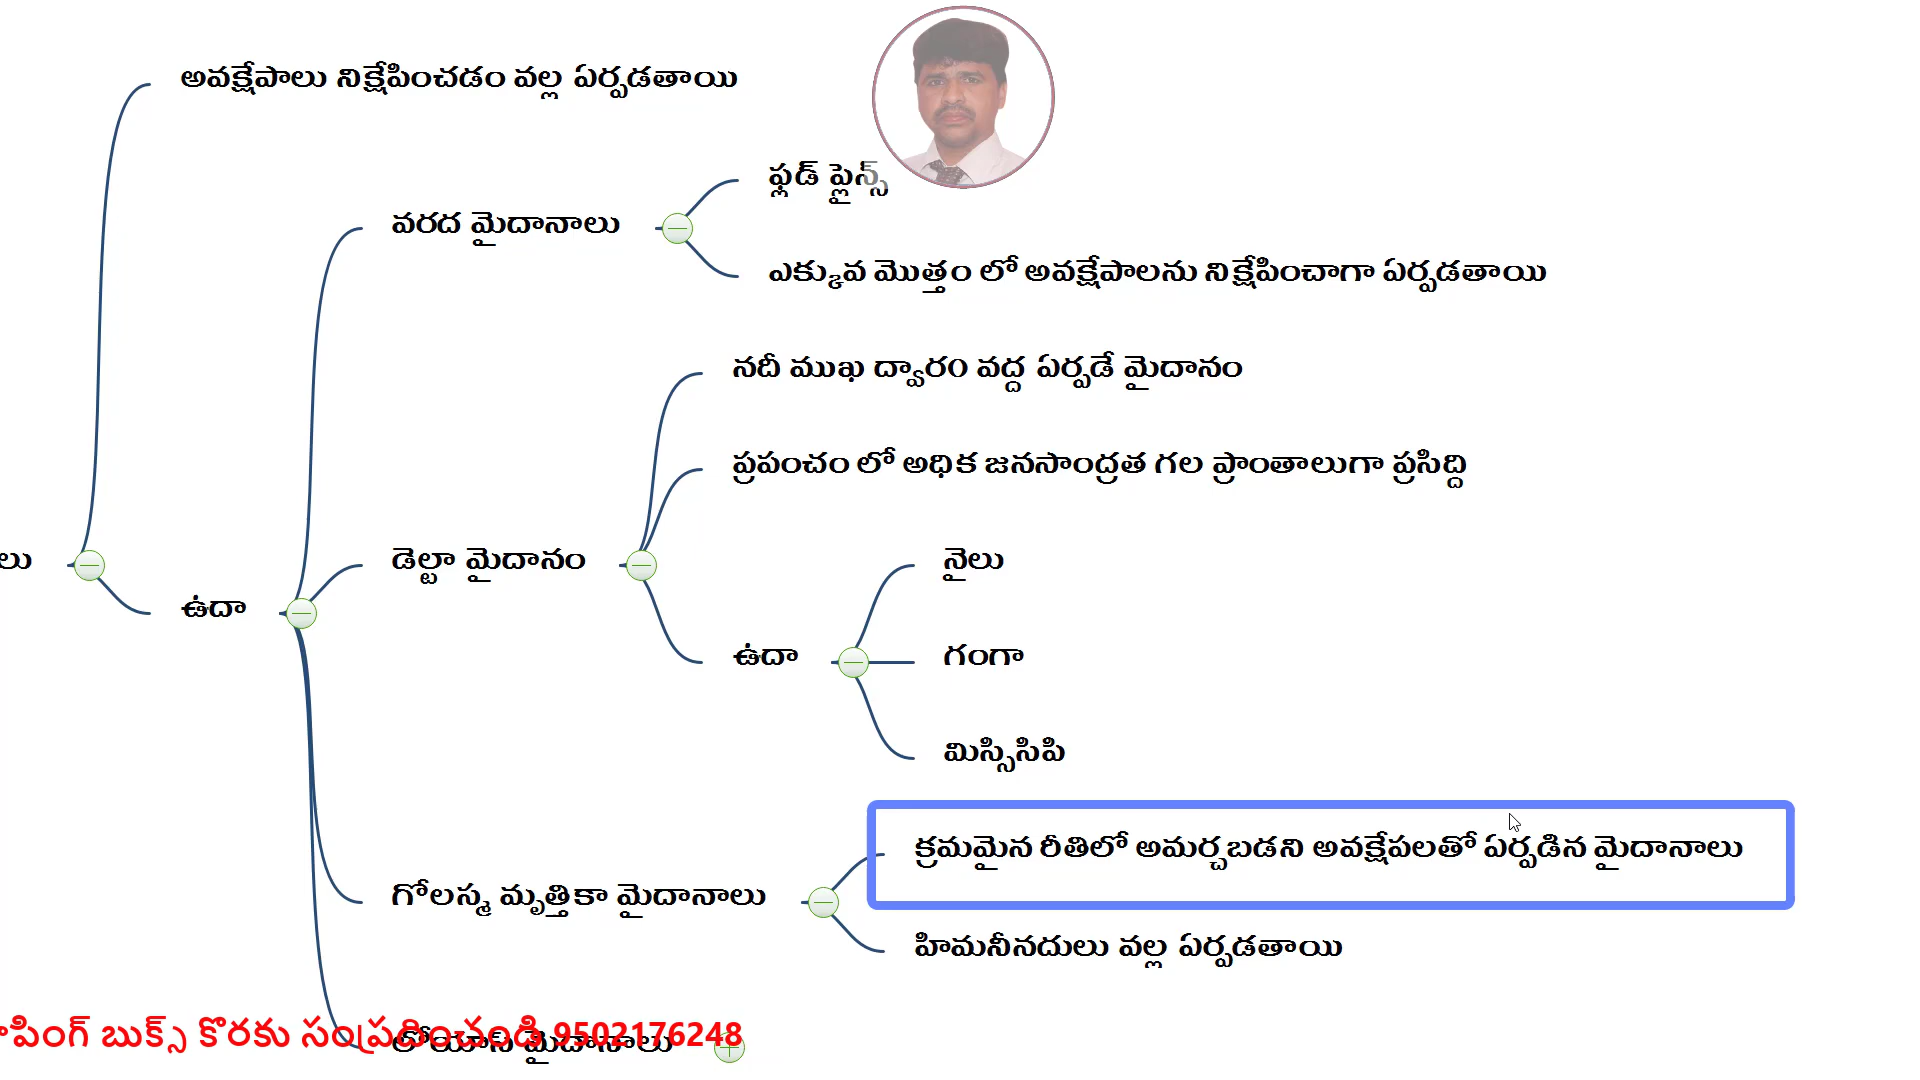 అవక్షేపాలు నిక్షేపించడం వల్ల ఏర్పడతాయి
ఫ్లడ్ ప్లైన్స్
వరద మైదానాలు
ఎక్కువ మొత్తం లో అవక్షేపాలను నిక్షేపించాగా ఏర్పడతాయి
నదీ ముఖ ద్వారం వద్ద ఏర్పడే మైదానం
ప్రపంచం లో అధిక జనసాంద్రత గల ప్రాంతాలుగా ప్రసిద్ది
లు
డెల్టా మైదానం
నైలు
ఉదా
ఉదా
గంగా
మిస్సిసిపి
క్రమమైన రీతిలో అమర్చబడని అవక్షేపలతో ఏర్పడిన మైదానాలు
గోలస్మ మృత్తికా మైదానాలు
హిమనీనదులు వల్ల ఏర్పడతాయి
లోయాస్ మైదానాలు
బుక్స్ కొరకు సంప్రదించండి 9502176248